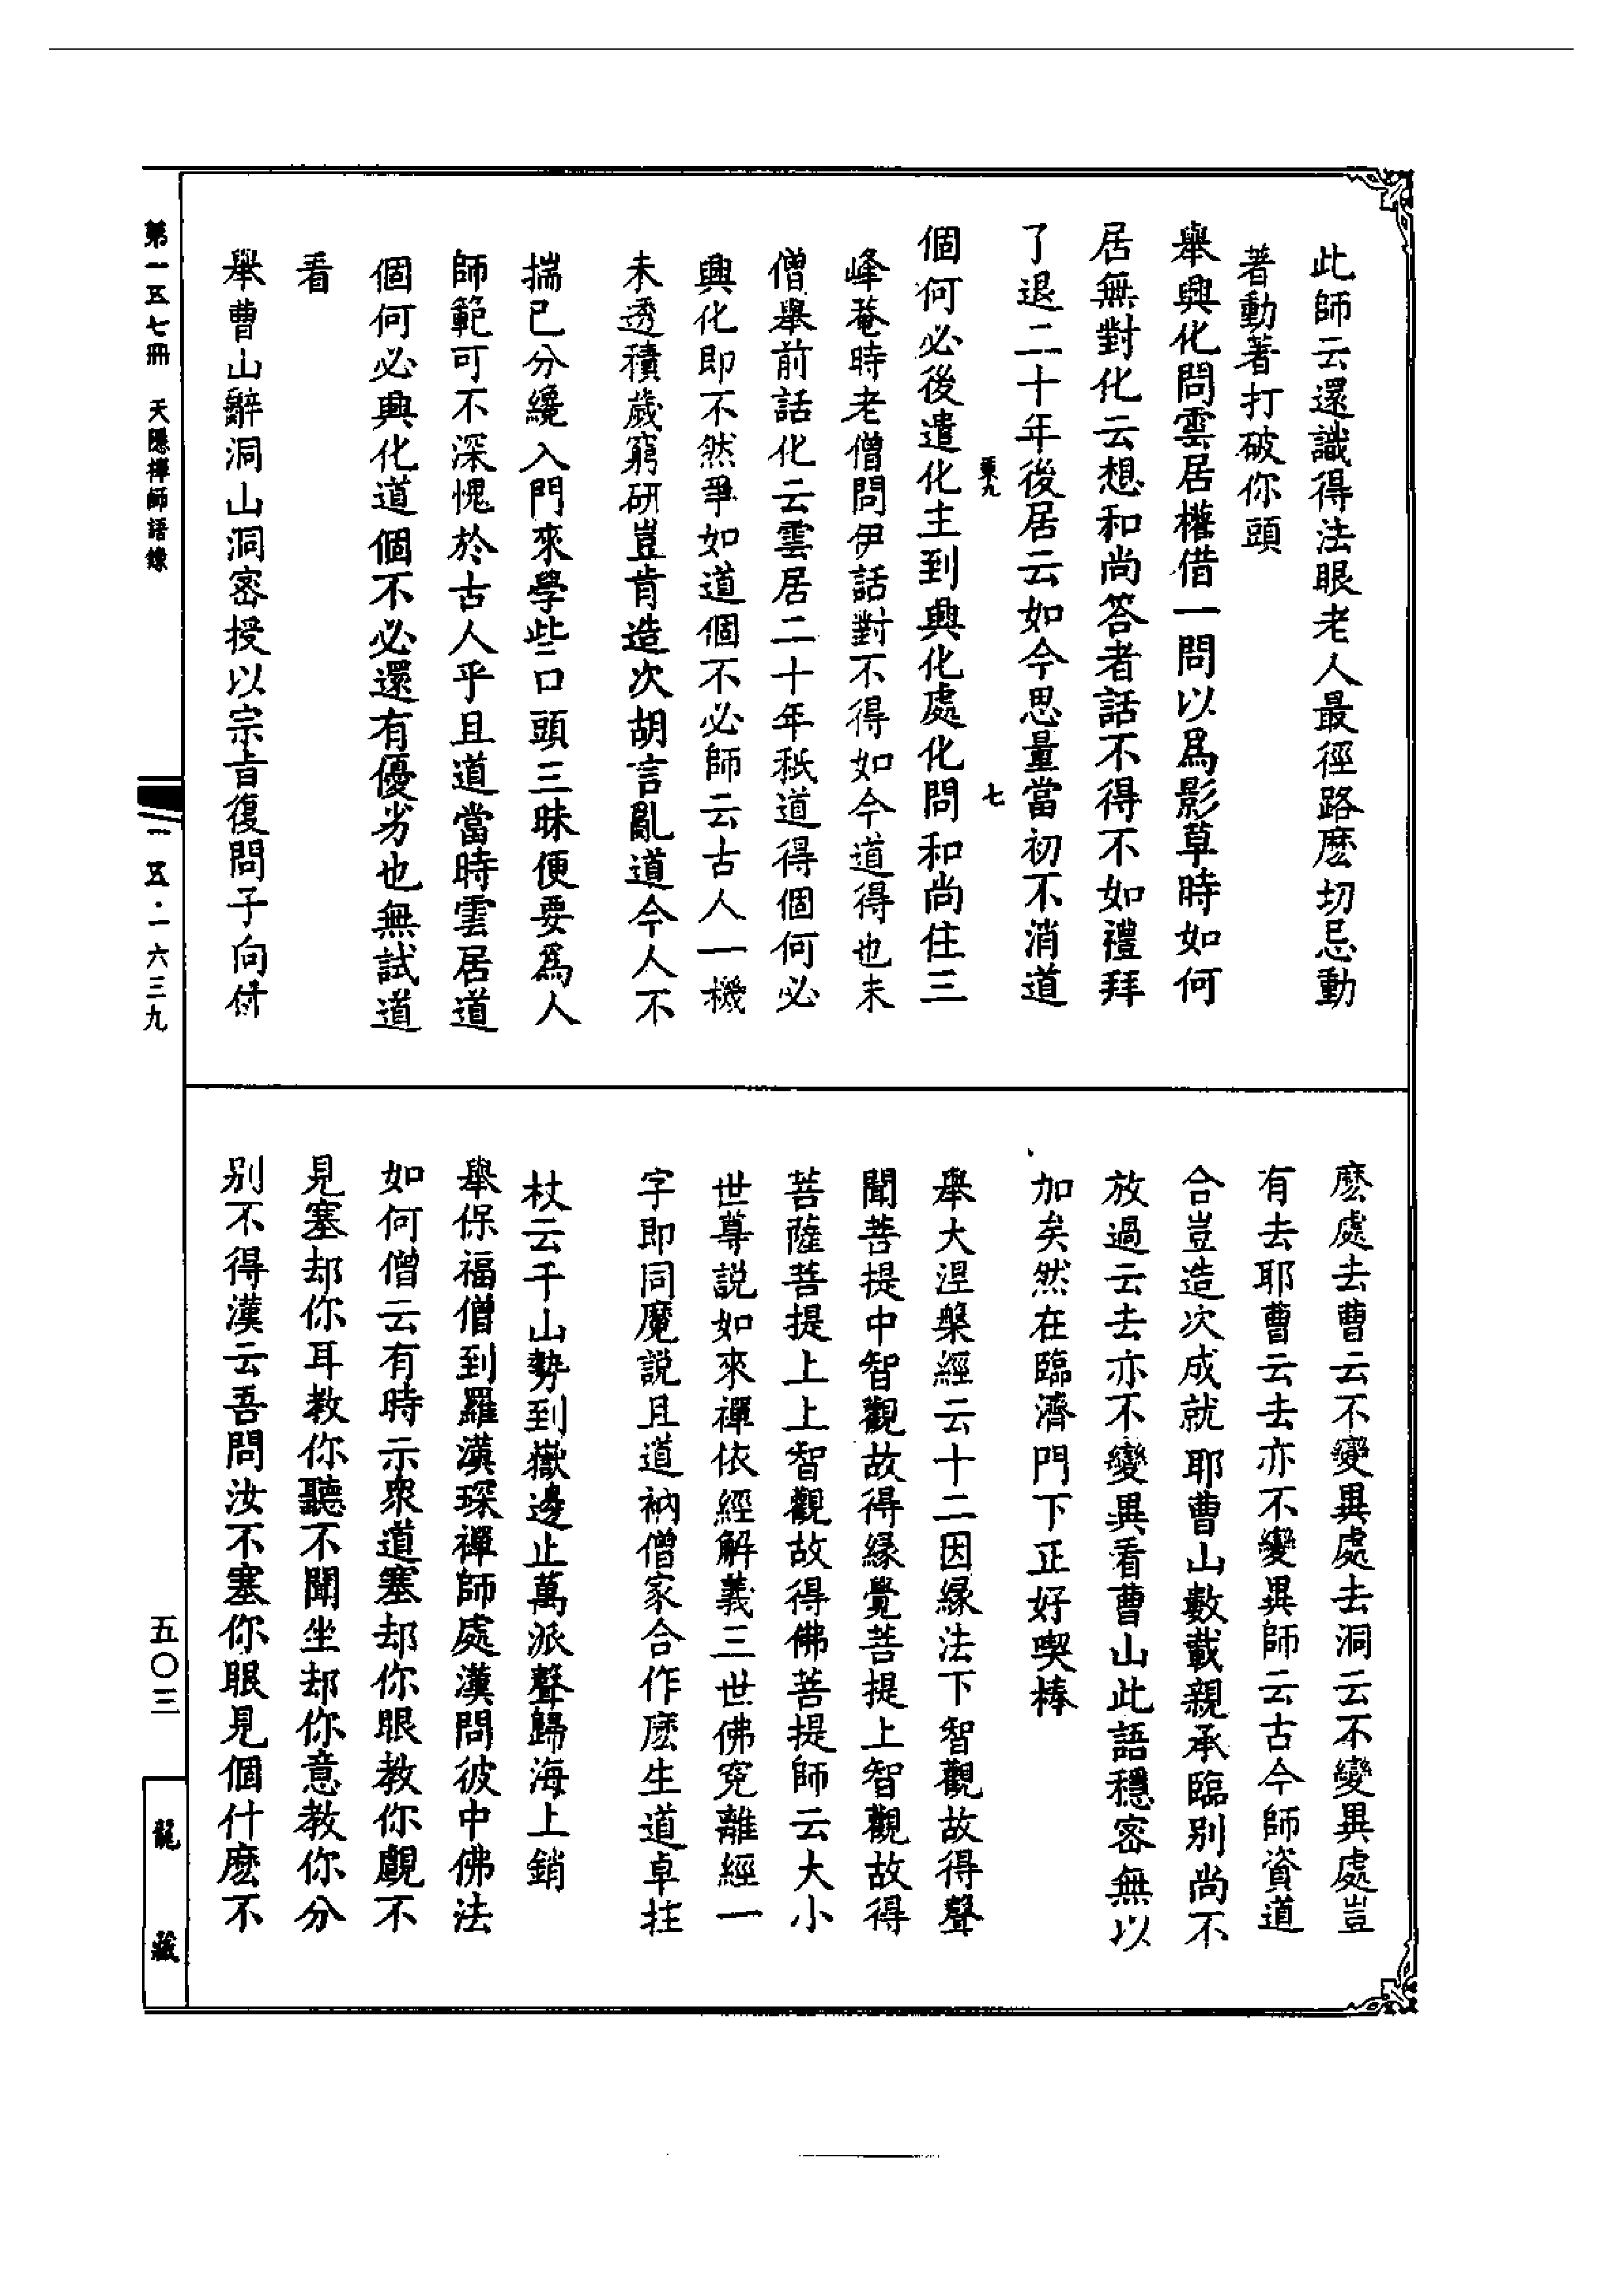 此師云還識得法眼老人最徑路麽切忌動
著動著打破你頭
舉興化問雲居權借一問以爲影草時如何
居無對化云想和尚答者話不得不如禮拜
了退二十年後居云如今思量當初不消道
七
個何必後遣化主到興化處化問和尚住三
峰菴時老僧問伊話對不得如今道得也未
僧舉前話化云雲居二十年秖道得個何必
興化即不然爭如道個不必師云古人一機
未透積歲窮研豈肯造次胡言亂道今人不
揣已分纔入門來學些口頭三昧便要爲人
師範可不深愧於古人乎且道當時雲居道
個何必興化道個不必還有優劣也無試道
看
舉曹山辭洞山洞密授以宗旨復問子向什
麽處去曹云不變異處去洞云不變異處豈
有去耶曹云去亦不變異師云古今師資道
合豈造次成就耶曹山數載親承臨別尚不
放過云去亦不變異看曹山此語穩密無以
加矣然在臨濟門下正好喫棒
舉大涅槃經云十二因緣法下智觀故得聲
聞菩提中智觀故得緣覺菩提上智觀故得
菩薩菩提上上智觀故得佛菩提師云大小
世尊説如來禪依經解義三世佛寃離經一
字即同魔説且道衲僧家合作麽生道卓拄
杖云千山勢到嶽邊止萬派聲歸海上銷
舉保福僧到羅漢琛禪師處漢問彼中佛法
如何僧云有時示衆道塞却你眼教你覷不
見塞却你耳教你聽不聞坐却你意教你分
别不得漢云吾問汝不塞你眼見個什麽不
第一五七冊　天隱禪師語錄
一五·一六三九
五〇三
龍藏